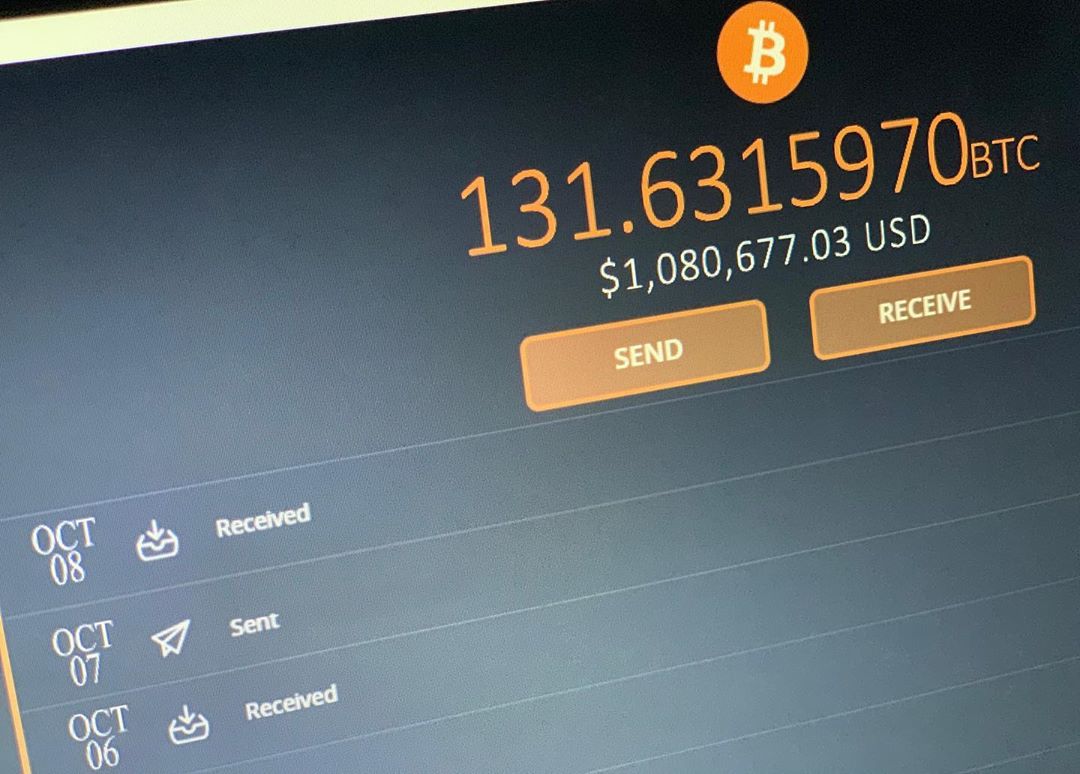 131.6315970BTC
$1,080,677.03 USD
SEND
RECEIVE
OCT
08
Received
OCT
07
Sent
OCT
06
Received